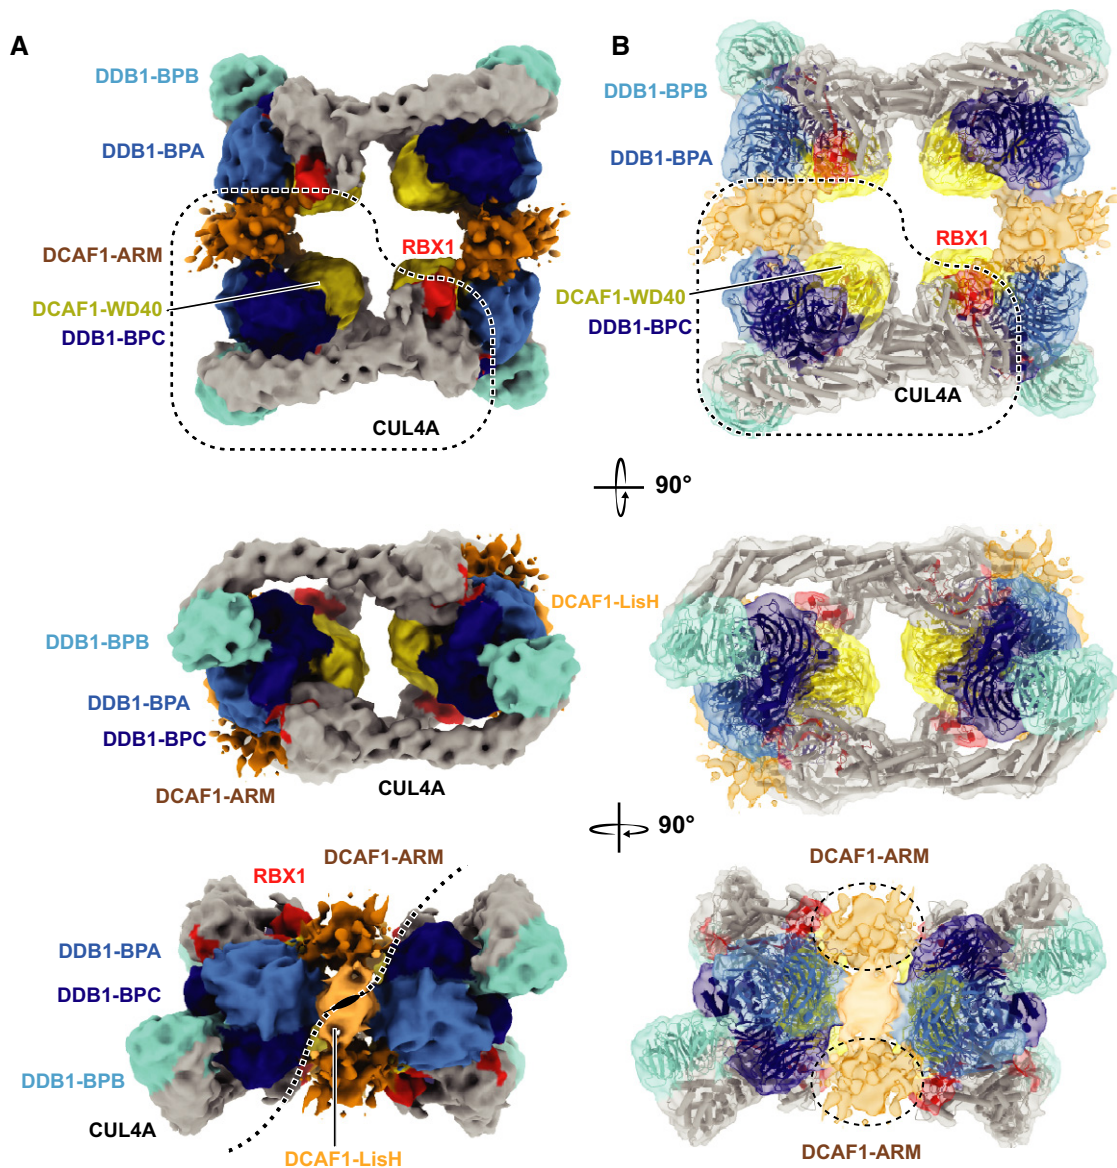 A
B
DDB1-BPB
DDB1-BPA
DCAF1-ARM
RBX1
DCAF1-WD40
DDB1-BPC
CUL4A
DDB1-BPB
DDB1-BPA
RBX1
DCAF1-WD40
DDB1-BPC
CUL4A
90°
DCAF1-LisH
DDB1-BPB
DDB1-BPA
DDB1-BPC
DCAF1-ARM
CUL4A
90°
DCAF1-ARM
RBX1
DDB1-BPA
DDB1-BPC
DDB1-BPB
CUL4A
DCAF1-LisH
DCAF1-ARM
DCAF1-ARM